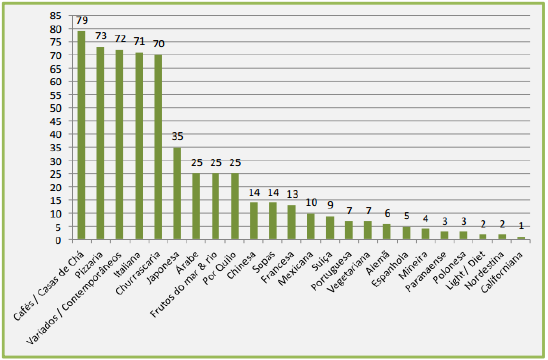 85
80
75
70
65
60
55
50
45
40
35
30
25
20
15
10
5
0
79
73
72
71
70
35
25
25
25
14
14
13
10
9
7
7
6
5
4
3
3
2
2
1
Cafés / Casas de Chá
Pizzaria
Variados / Contemporâneos
Italiana
Churrascaria
Japonesa
Árabe
Frutos do mar & rio
Por Quilo
Chinesa
Sopas
Francesa
Mexicana
Suíça
Portuguesa
Vegetariana
Alemã
Espanhola
Mineira
Paranaense
Polonesa
Light / Diet
Nordestina
Californiana